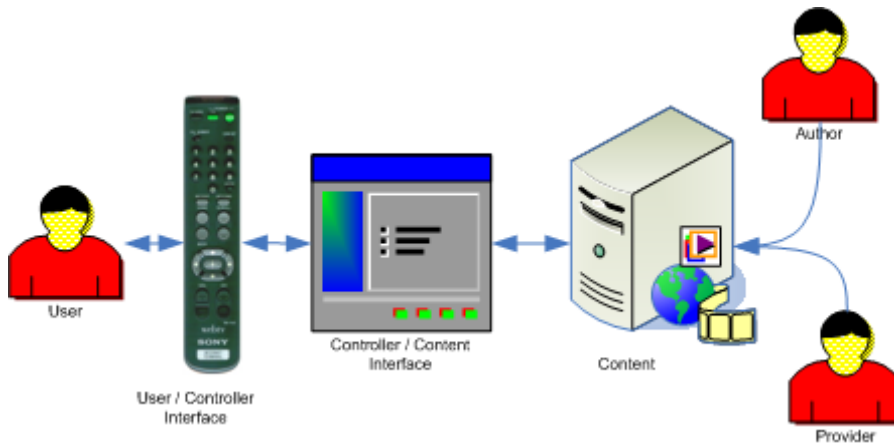 Author
User
Controller / Content
Interface
Content
SONY
User / Controller
Interface
Provider